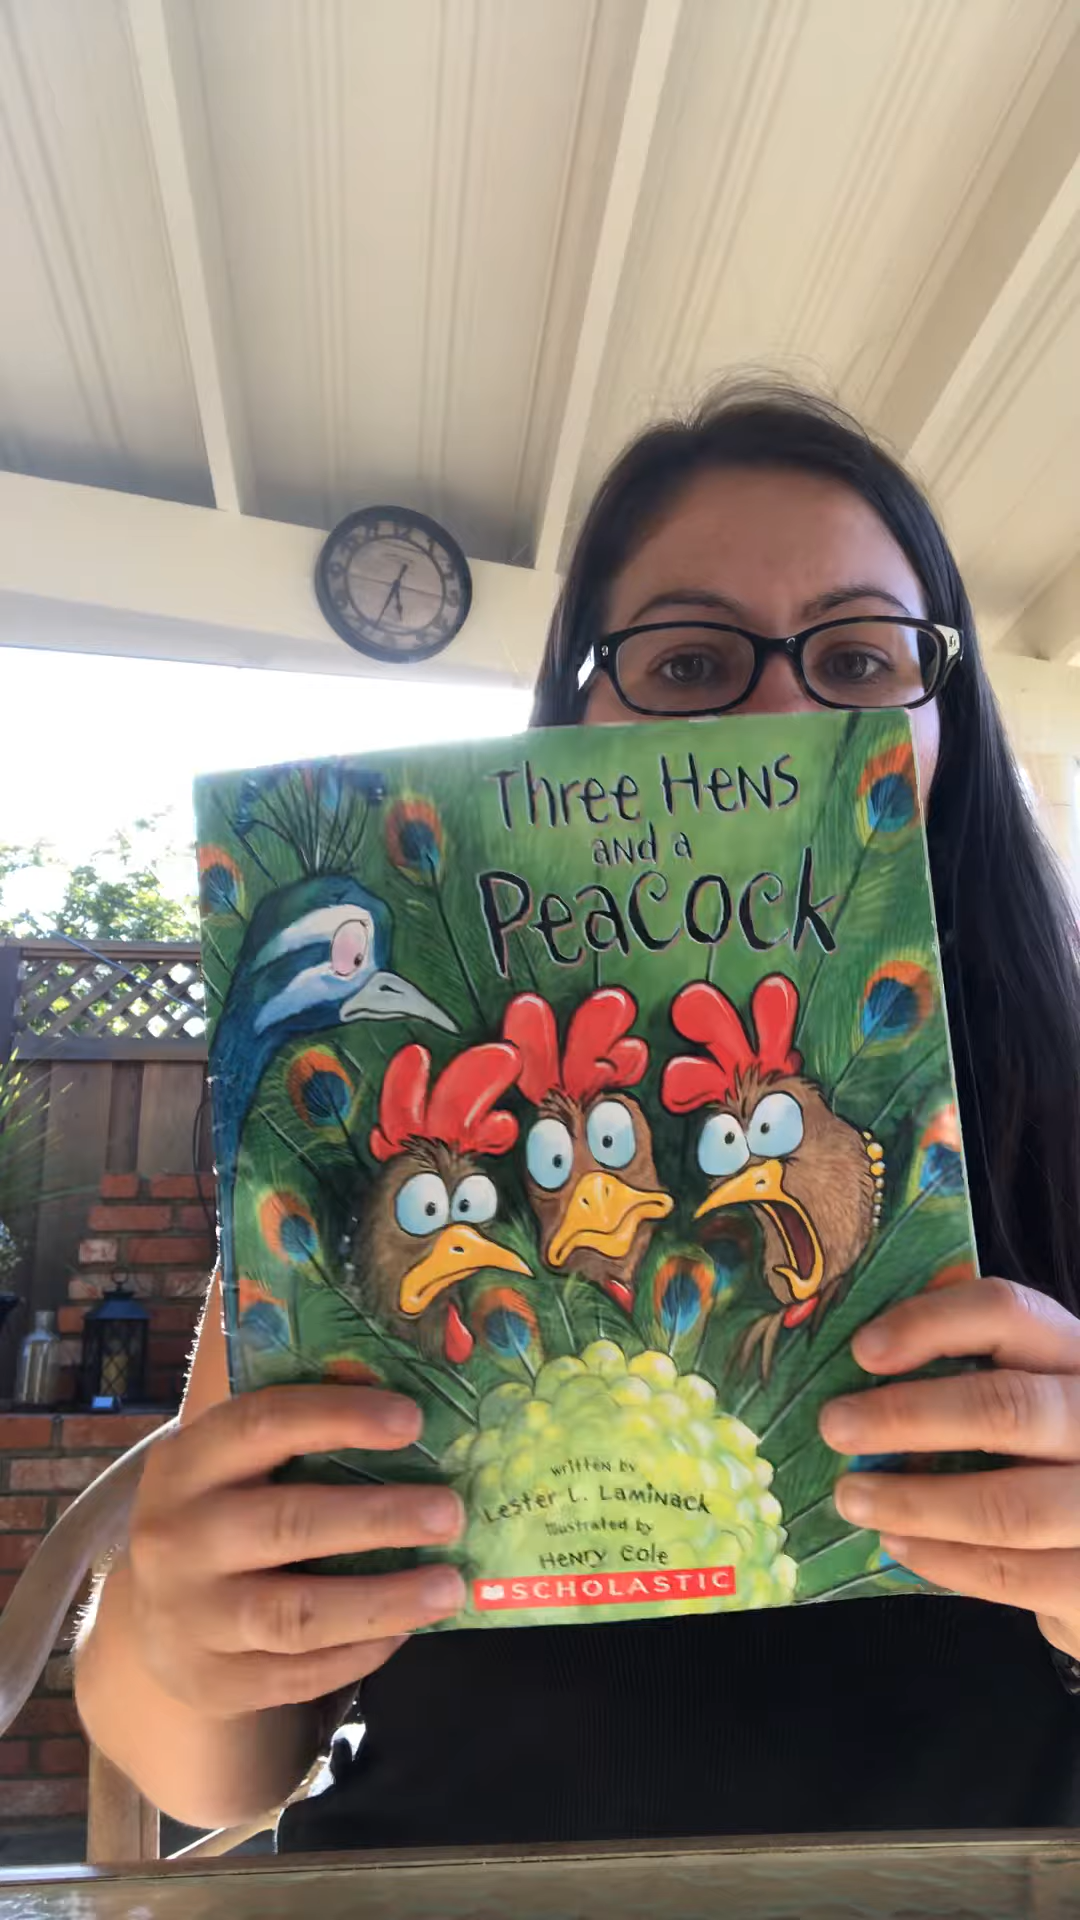 Three Hens
and a
Peacock
written by
Lester L. Laminack
illustrated by
Henry Cole
SCHOLASTIC